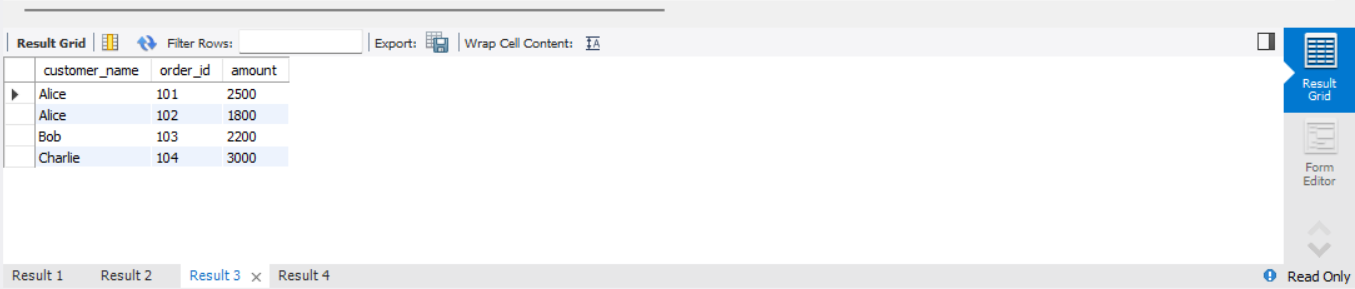 Result Grid Filter Rows: Export: Wrap Cell Content: IA
customer_name order_id amount
Alice 101 2500
Alice 102 1800
Bob 103 2200
Charlie 104 3000
Result
Grid
Form
Editor
Result 1 Result 2 Result 3 × Result 4 Read Only